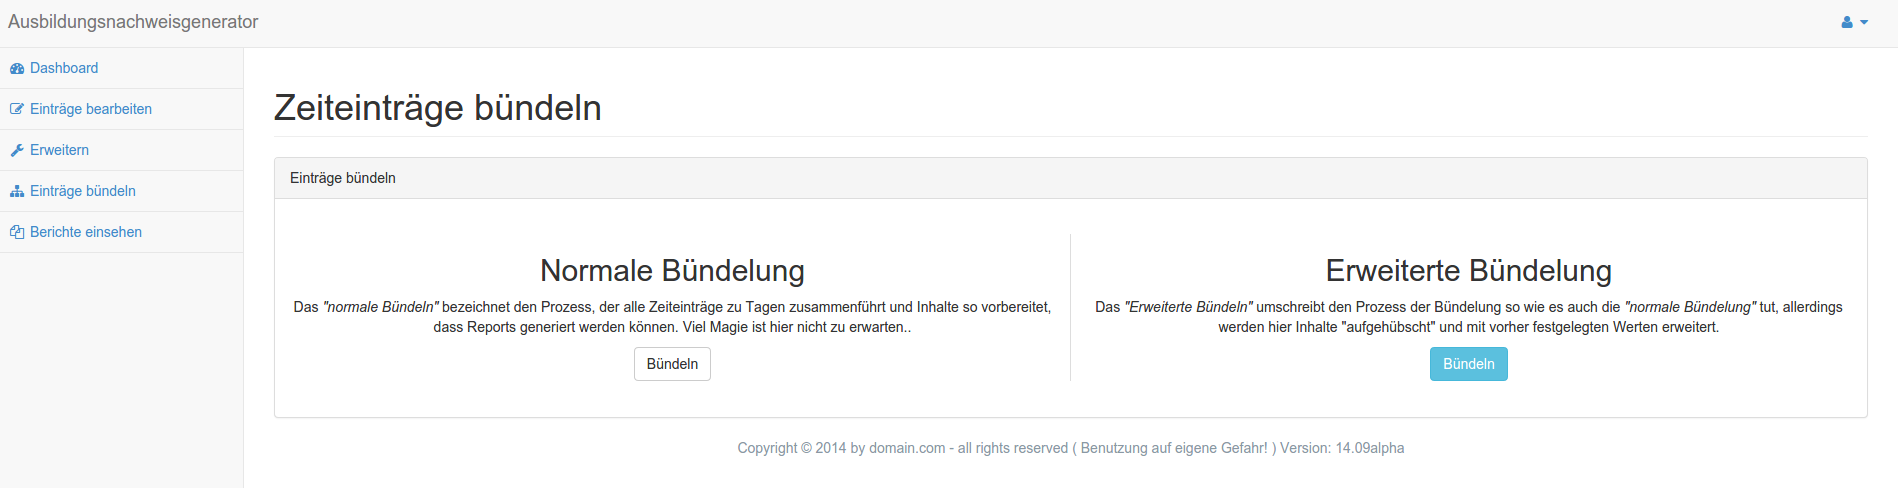 Ausbildungsnachweisgenerator
Dashboard
Einträge bearbeiten
Erweitern
Einträge bündeln
Berichte einsehen
Zeiteinträge bündeln
Einträge bündeln
Normale Bündelung
Das "normale Bündeln" bezeichnet den Prozess, der alle Zeiteinträge zu Tagen zusammenführt und Inhalte so vorbereitet,
dass Reports generiert werden können. Viel Magie ist hier nicht zu erwarten..
Bündeln
Erweiterte Bündelung
Das "Erweiterte Bündeln" umschreibt den Prozess der Bündelung so wie es auch die "normale Bündelung" tut, allerdings
werden hier Inhalte "aufgehübscht" und mit vorher festgelegten Werten erweitert.
Bündeln
Copyright © 2014 by domain.com - all rights reserved ( Benutzung auf eigene Gefahr! ) Version: 14.09alpha